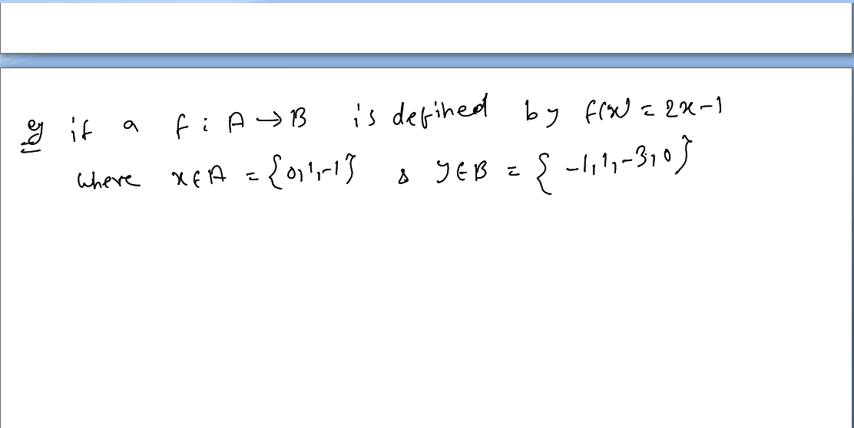 eg if a f : A → B is defined by f(x) = 2x-1
where x ∈ A = {0,1,-1} & y ∈ B = {-1,1,-3,0}